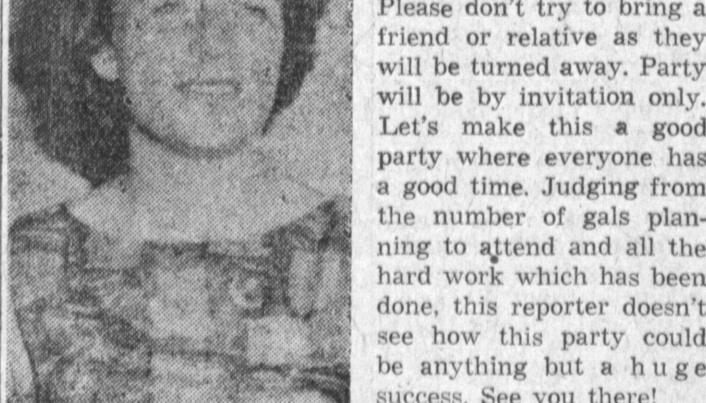 Please don't try to bring a
friend or relative as they
will be turned away. Party
will be by invitation only.
Let's make this a good
party where everyone has
a good time. Judging from
the number of gals plan-
ning to attend and all the
hard work which has been
done, this reporter doesn't
see how this party could
be anything but a huge
success. See you there!